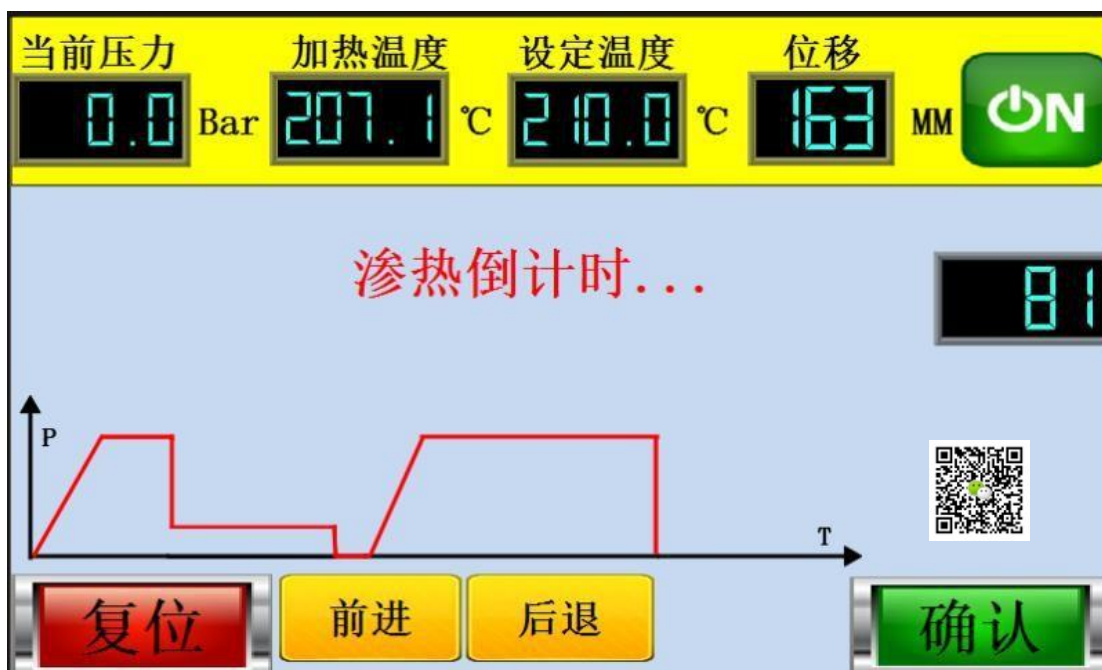 当前压力 加热温度 设定温度 位移
0.0 Bar 207.1 ℃ 210.0 ℃ 163 MM ON
渗热倒计时...
81
P
T
复位 前进 后退 确认